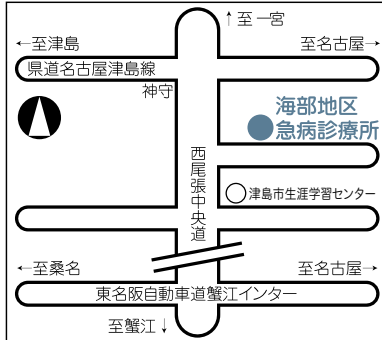 ↑至一宮
←至津島
至名古屋→
県道名古屋津島線
神守
海部地区
急病診療所
西尾張中央道
津島市生涯学習センター
←至桑名
至名古屋→
東名阪自動車道蟹江インター
至蟹江↓